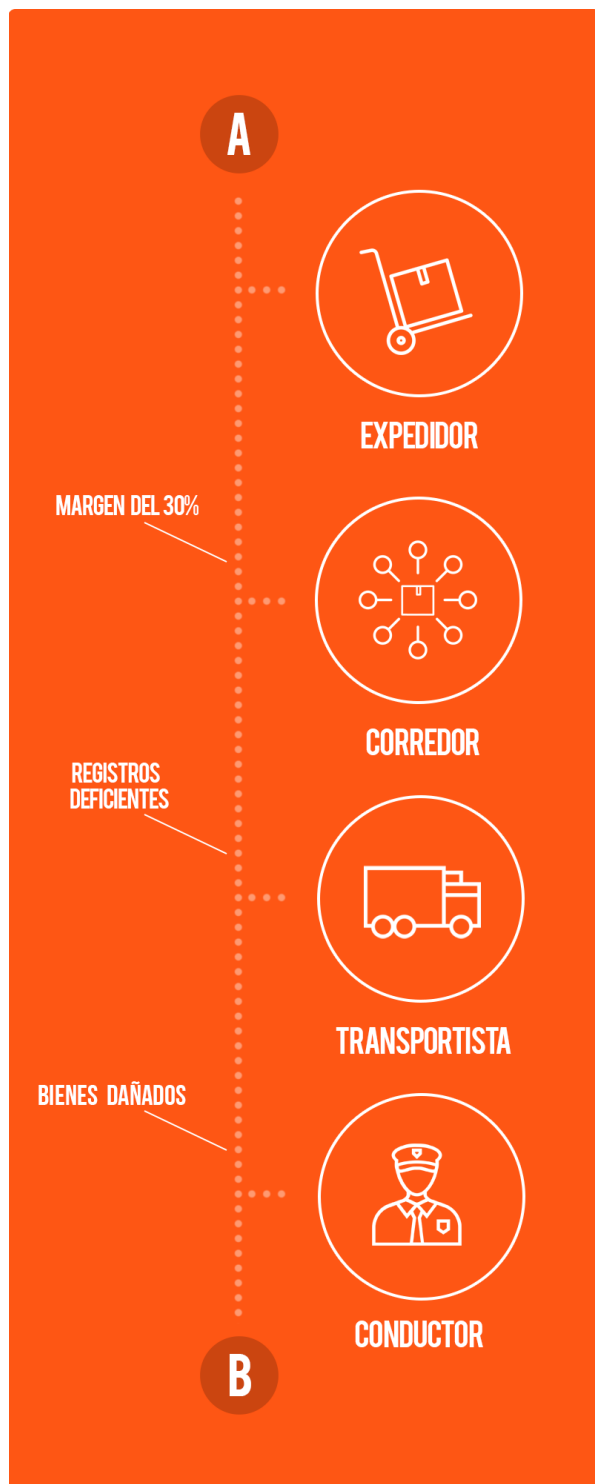 A
EXPEDIDOR
MARGEN DEL 30%
CORREDOR
REGISTROS
DEFICIENTES
TRANSPORTISTA
BIENES DAÑADOS
CONDUCTOR
B